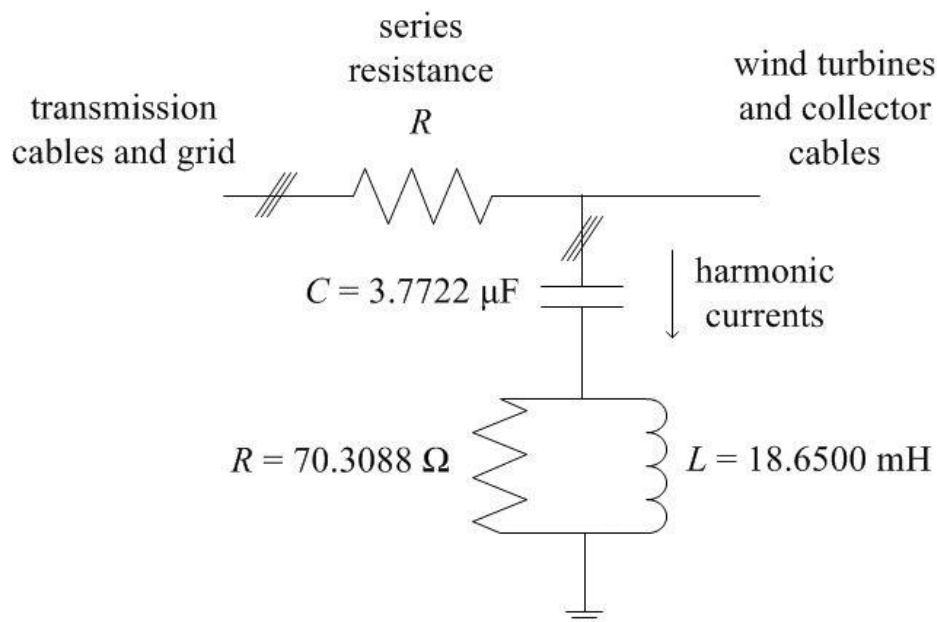 series
resistance
R
transmission
cables and grid
wind turbines
and collector
cables
C = 3.7722 μF
harmonic
currents
R = 70.3088 Ω
L = 18.6500 mH